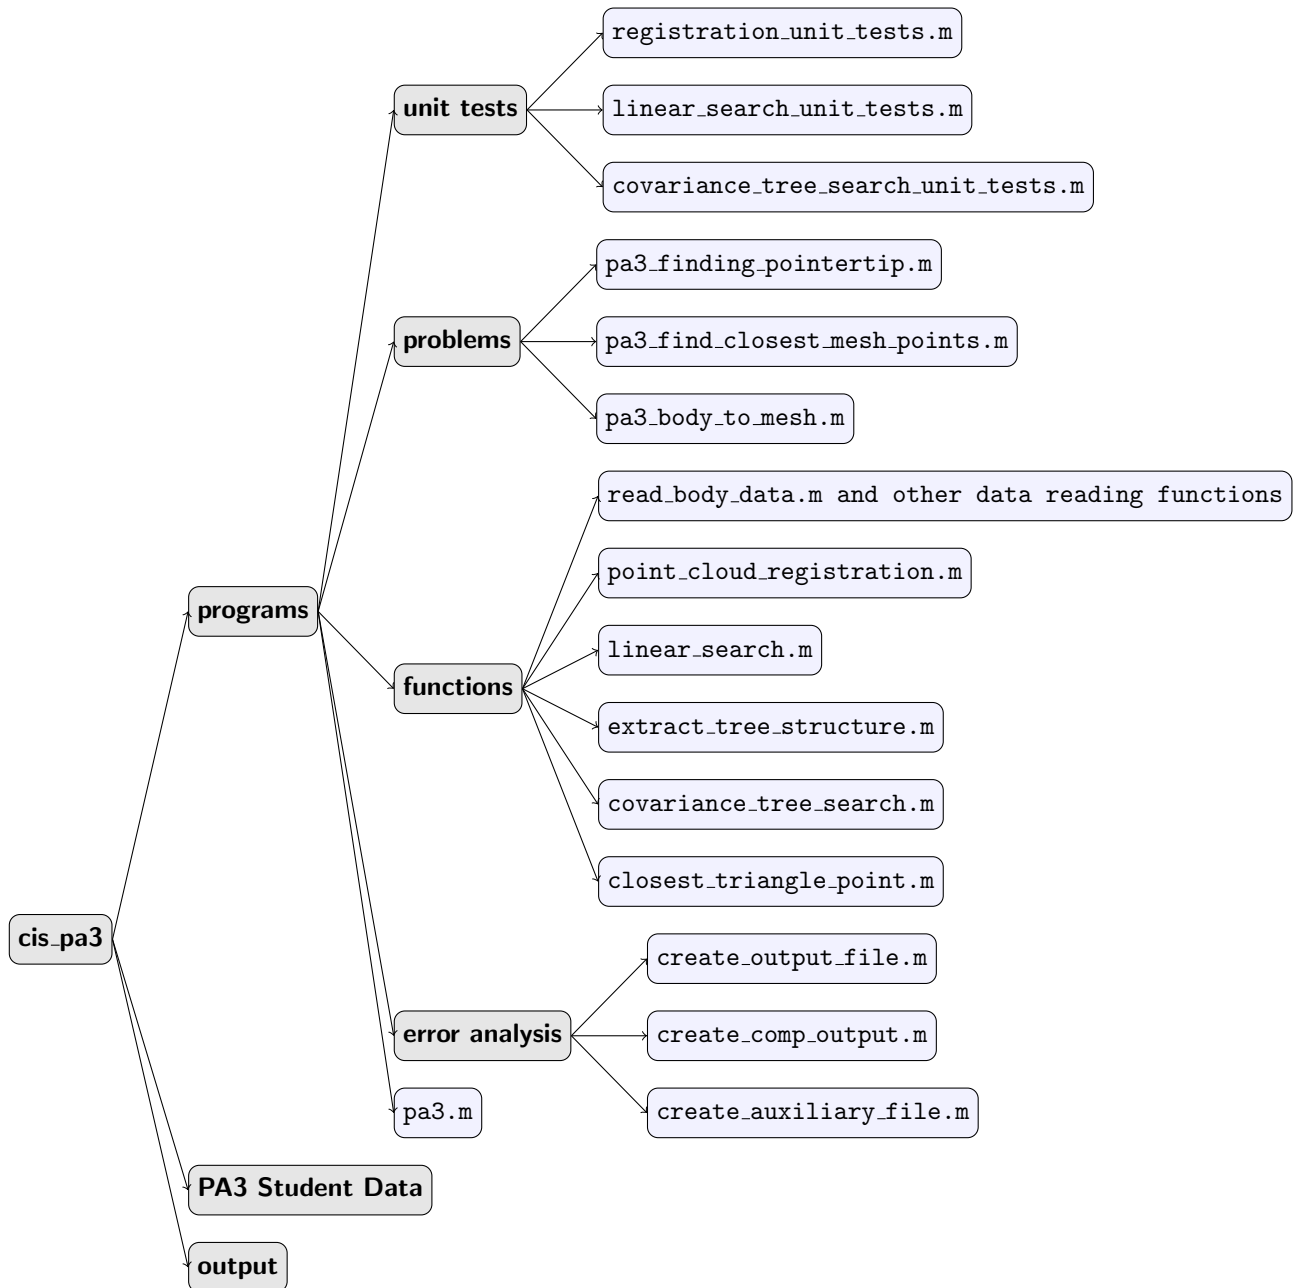 registration_unit_tests.m
unit tests
linear_search_unit_tests.m
covariance_tree_search_unit_tests.m
pa3_finding_pointertip.m
problems
pa3_find_closest_mesh_points.m
pa3_body_to_mesh.m
read_body_data.m and other data reading functions
point_cloud_registration.m
programs
linear_search.m
functions
extract_tree_structure.m
covariance_tree_search.m
closest_triangle_point.m
cis_pa3
create_output_file.m
error analysis
create_comp_output.m
pa3.m
create_auxiliary_file.m
PA3 Student Data
output